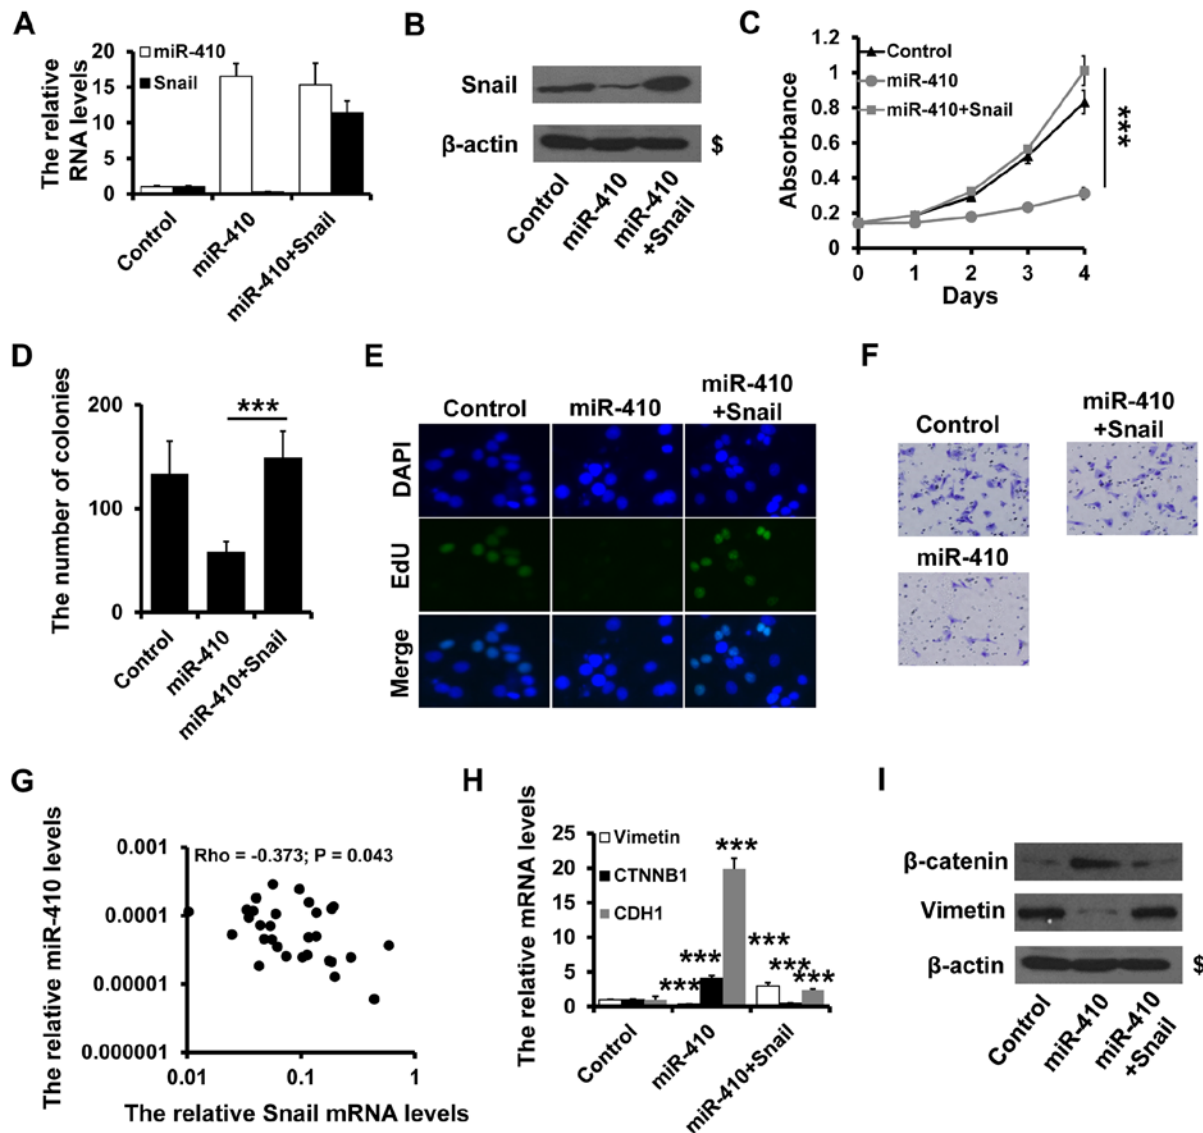 A
The relative
RNA levels
20
15
10
5
0
miR-410
Snail
Control
miR-410
miR-410+Snail
B
Snail
β-actin
$
Control
miR-410
miR-410
+Snail
C
Absorbance
1.2
1
0.8
0.6
0.4
0.2
0
Control
miR-410
miR-410+Snail
***
0 1 2 3 4
Days
D
The number of colonies
200
100
0
***
Control
miR-410
miR-410+Snail
E
Control
miR-410
miR-410
+Snail
DAPI
EdU
Merge
F
Control
miR-410
+Snail
miR-410
G
The relative miR-410 levels
0.001
0.0001
0.00001
0.000001
Rho = -0.373; P = 0.043
0.01 0.1 1
The relative Snail mRNA levels
H
The relative mRNA levels
25
20
15
10
5
0
Vimetin
CTNNB1
CDH1
***
***
***
***
***
***
Control
miR-410
miR-410+Snail
I
β-catenin
Vimetin
β-actin
$
Control
miR-410
miR-410
+Snail